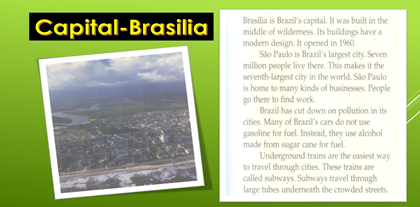 Capital-Brasilia
Brasília is Brazil's capital. It was built in the
middle of wilderness. Its buildings have a
modern design. It opened in 1960.
São Paulo is Brazil's largest city. Seven
million people live there. This makes it the
seventh-largest city in the world. São Paulo
is home to many kinds of businesses. People
go there to find work.
Brazil has cut down on pollution in its
cities. Many of Brazil's cars do not use
gasoline for fuel. Instead, they use alcohol
made from sugar cane for fuel.
Underground trains are the easiest way
to travel through cities. These trains are
called subways. Subways travel through
large tubes underneath the crowded streets.